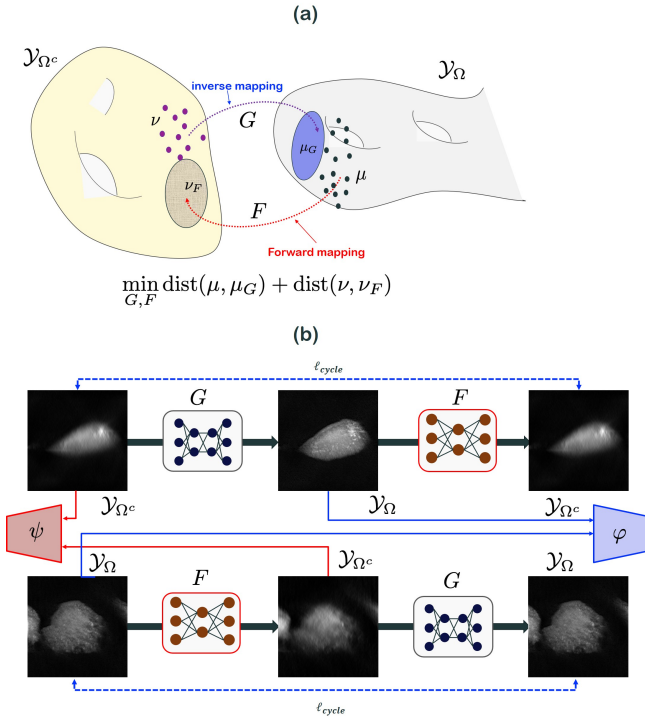 (a)
𝒴_{Ω^c}
𝒴_Ω
inverse mapping
ν
G
μ_G
μ
ν_F
F
Forward mapping
min_{G,F} dist(μ, μ_G) + dist(ν, ν_F)
(b)
ℓ_{cycle}
G
F
𝒴_{Ω^c}
𝒴_Ω
𝒴_{Ω^c}
ψ
φ
𝒴_Ω
F
𝒴_{Ω^c}
G
𝒴_Ω
ℓ_{cycle}